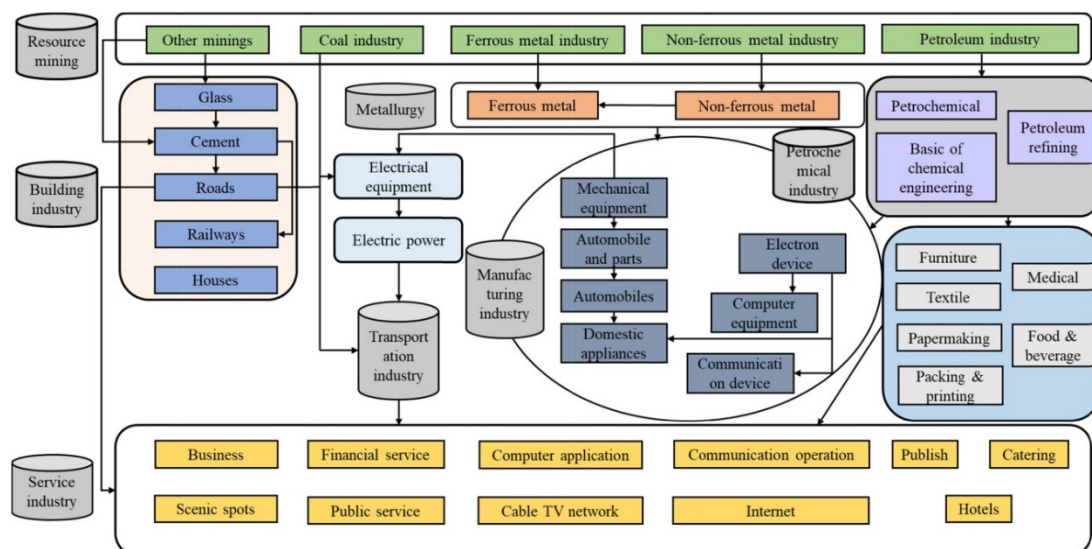 Resource
mining
Other minings
Coal industry
Ferrous metal industry
Non-ferrous metal industry
Petroleum industry
Glass
Cement
Roads
Railways
Houses
Building
industry
Metallurgy
Ferrous metal
Non-ferrous metal
Petroche
mical industry
Petrochemical
Basic of
chemical
engineering
Petroleum
refining
Electrical
equipment
Electric power
Transport
ation
industry
Manufac
turing industry
Mechanical
equipment
Automobile
and parts
Automobiles
Domestic
appliances
Electron
device
Computer
equipment
Communicati
on device
Furniture
Textile
Papermaking
Packing &
printing
Medical
Food &
beverage
Service
industry
Business
Financial service
Computer application
Communication operation
Publish
Catering
Scenic spots
Public service
Cable TV network
Internet
Hotels